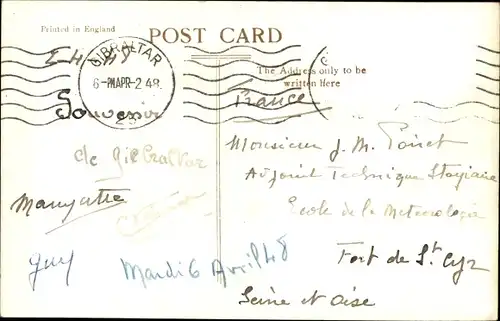 Printed in England
POST CARD
GIBRALTAR
6-PM APR-2 48
The Address only to be
written Here
France
Souvenir
de Gibraltar
Monsieur J. M. Poiret
Adjoint Technique Stagiaire
Ecole de la Meteorologie
Fort de St Cyr
Seine et Oise
Guy
Mardi 6 Avril 48